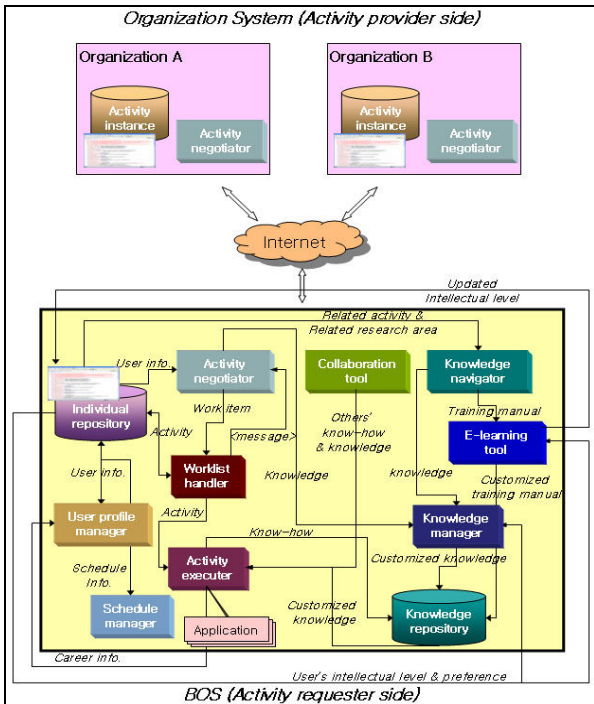 Organization System (Activity provider side)
Organization A
Organization B
Activity
instance
Activity
negotiator
Activity
instance
Activity
negotiator
Internet
Updated
Intellectual level
Related activity &
Related research area
User info.
Activity
negotiator
Collaboration
tool
Knowledge
navigator
Individual
repository
Work item
Others'
know-how
& knowledge
Training manual
Activity
<message>
E-learning
tool
Worklist
handler
Knowledge
knowledge
Customized
training manual
User info.
User profile
manager
Activity
Know-how
Knowledge
manager
Schedule
Info.
Activity
executer
Customized knowledge
Schedule
manager
Application
Customized
knowledge
Knowledge
repository
Career info.
User's intellectual level & preference
BOS (Activity requester side)